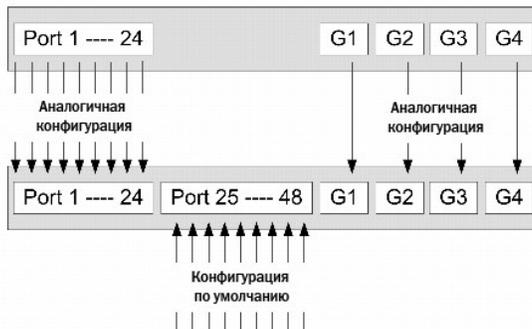 Port 1 ---- 24 G1 G2 G3 G4
Аналогичная
конфигурация
Аналогичная
конфигурация
Port 1 ---- 24 Port 25 ---- 48 G1 G2 G3 G4
Конфигурация
по умолчанию